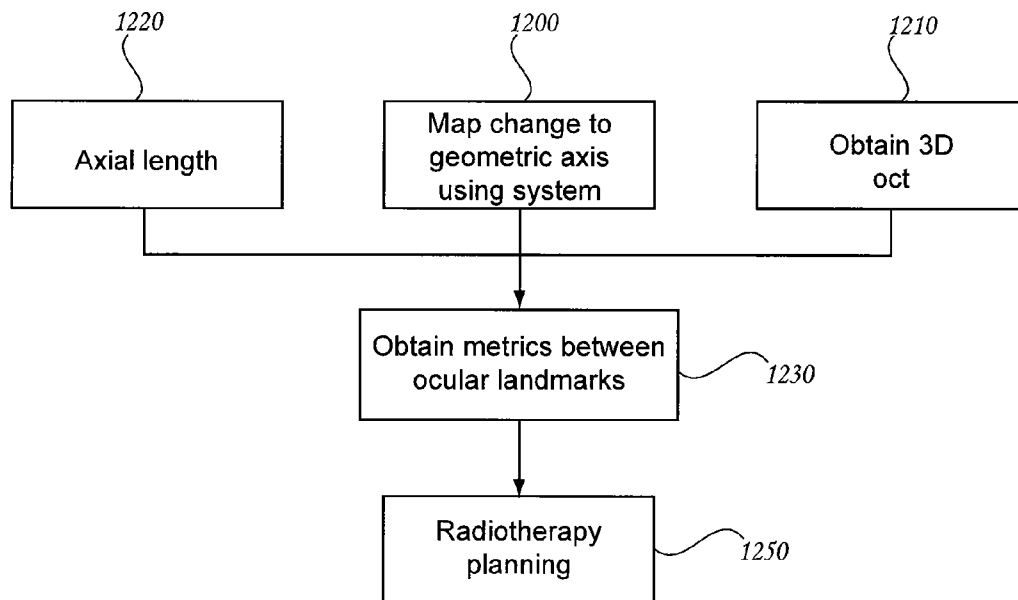 1220
1200
1210
Axial length
Map change to
geometric axis
using system
Obtain 3D
oct
Obtain metrics between
ocular landmarks
1230
Radiotherapy
planning
1250